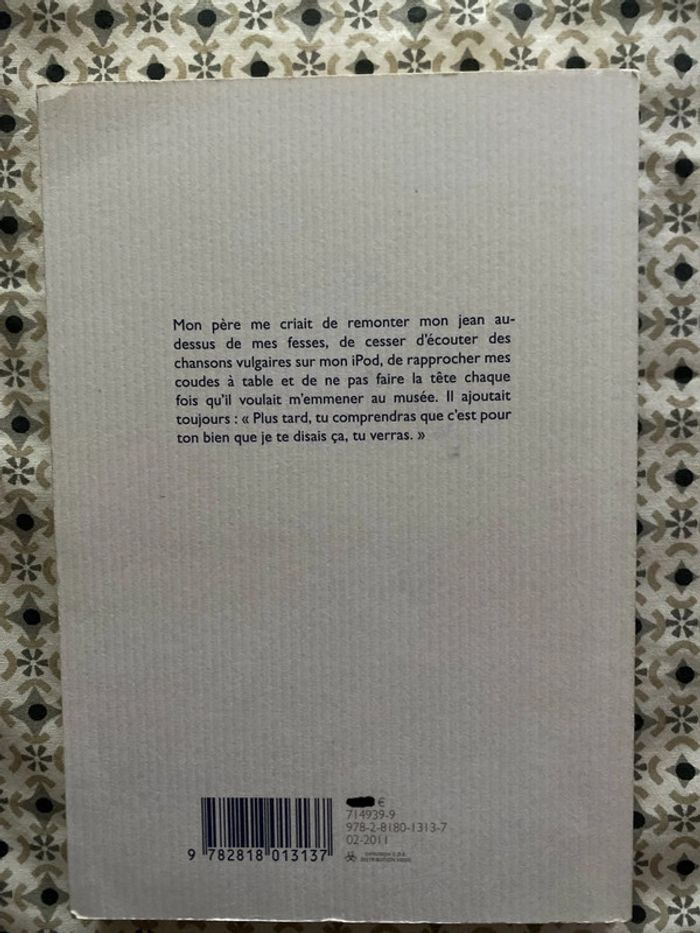 Mon père me criait de remonter mon jean au-
dessus de mes fesses, de cesser d'écouter des
chansons vulgaires sur mon iPod, de rapprocher mes
coudes à table et de ne pas faire la tête chaque
fois qu'il voulait m'emmener au musée. Il ajoutait
toujours : « Plus tard, tu comprendras que c'est pour
ton bien que je te disais ça, tu verras. »
€
714939-9
978-2-8180-1313-7
02-2011
9 782818 013137